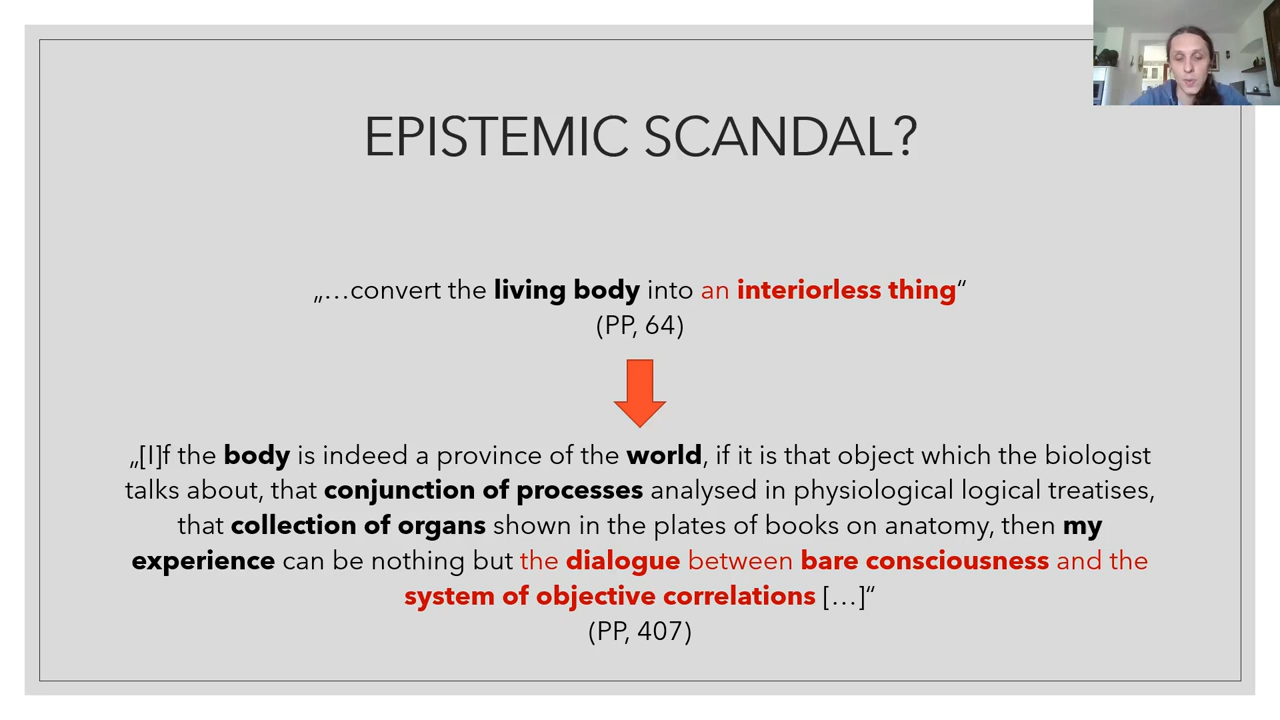 EPISTEMIC SCANDAL?
„…convert the living body into an interiorless thing“
(PP, 64)
„[I]f the body is indeed a province of the world, if it is that object which the biologist
talks about, that conjunction of processes analysed in physiological logical treatises,
that collection of organs shown in the plates of books on anatomy, then my
experience can be nothing but the dialogue between bare consciousness and the
system of objective correlations […]“
(PP, 407)